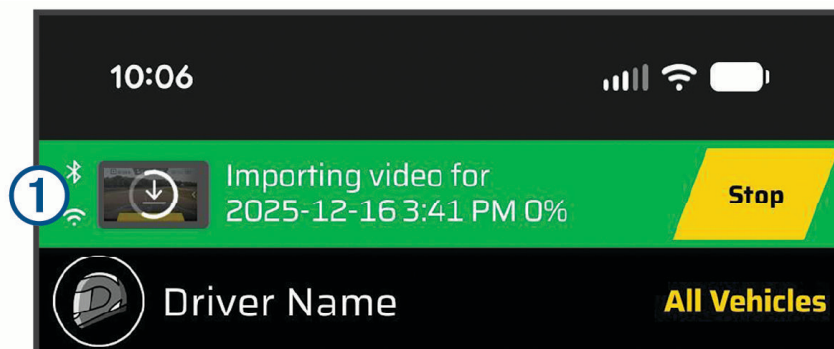 10:06
1
Importing video for
2025-12-16 3:41 PM 0%
Stop
Driver Name
All Vehicles